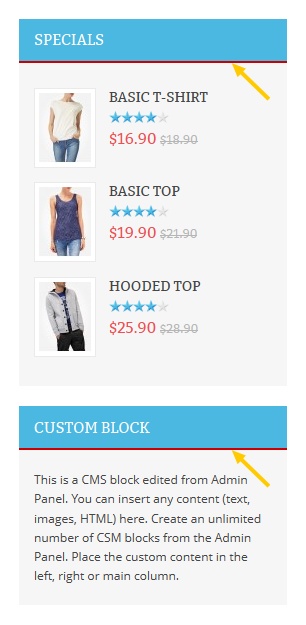 SPECIALS
BASIC T-SHIRT
$16.90 $18.90
BASIC TOP
$19.90 $21.90
HOODED TOP
$25.90 $28.90
CUSTOM BLOCK
This is a CMS block edited from Admin
Panel. You can insert any content (text,
images, HTML) here. Create an unlimited
number of CSM blocks from the Admin
Panel. Place the custom content in the
left, right or main column.